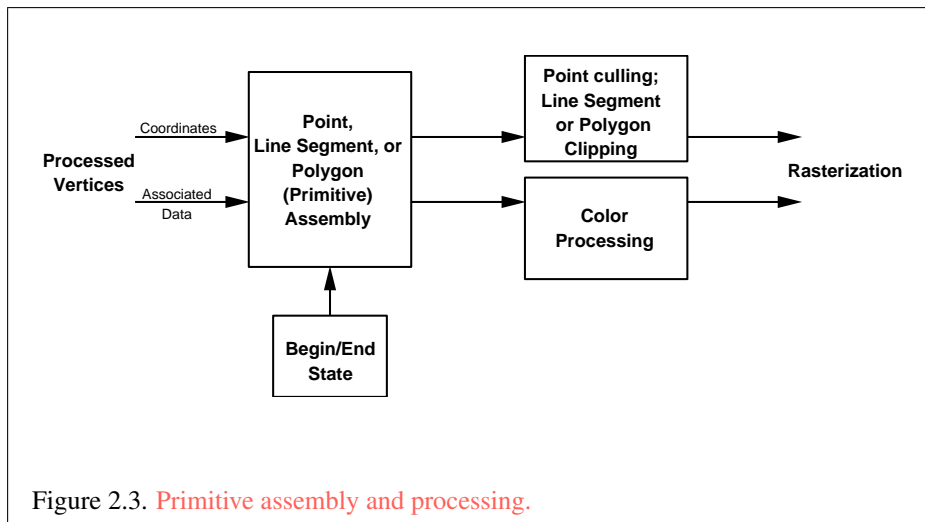 Processed
Vertices
Coordinates
Associated
Data
Point,
Line Segment, or
Polygon
(Primitive)
Assembly
Begin/End
State
Point culling;
Line Segment
or Polygon
Clipping
Color
Processing
Rasterization
Figure 2.3. Primitive assembly and processing.